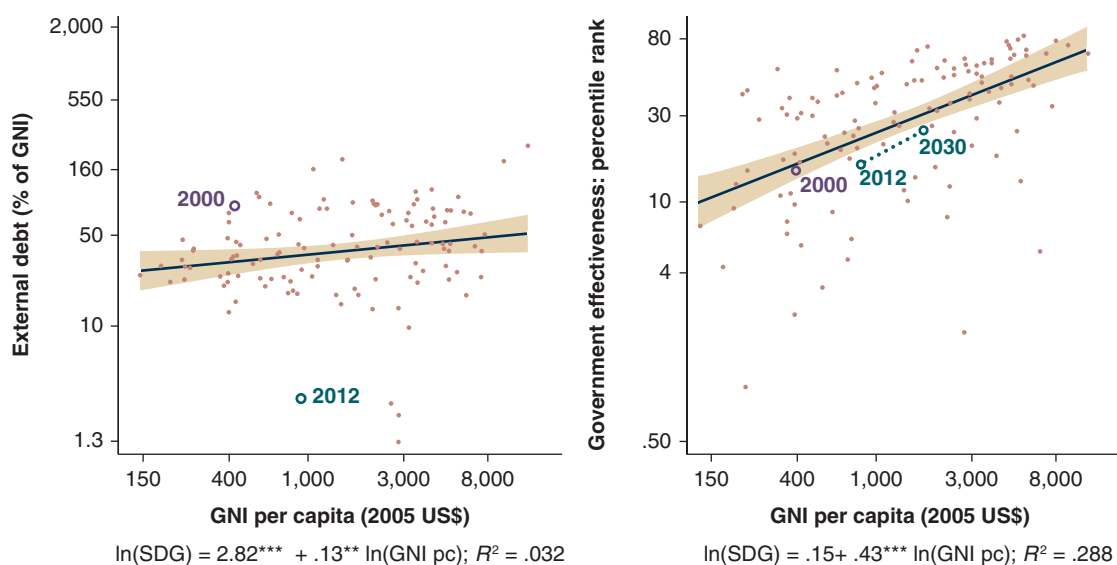 External debt (% of GNI)
2,000
550
160
50
10
1.3
2000
2012
150 400 1,000 3,000 8,000
GNI per capita (2005 US$)
ln(SDG) = 2.82*** + .13** ln(GNI pc); R² = .032
Government effectiveness: percentile rank
80
30
10
4
.50
2000
2012
2030
150 400 1,000 3,000 8,000
GNI per capita (2005 US$)
ln(SDG) = .15+ .43*** ln(GNI pc); R² = .288